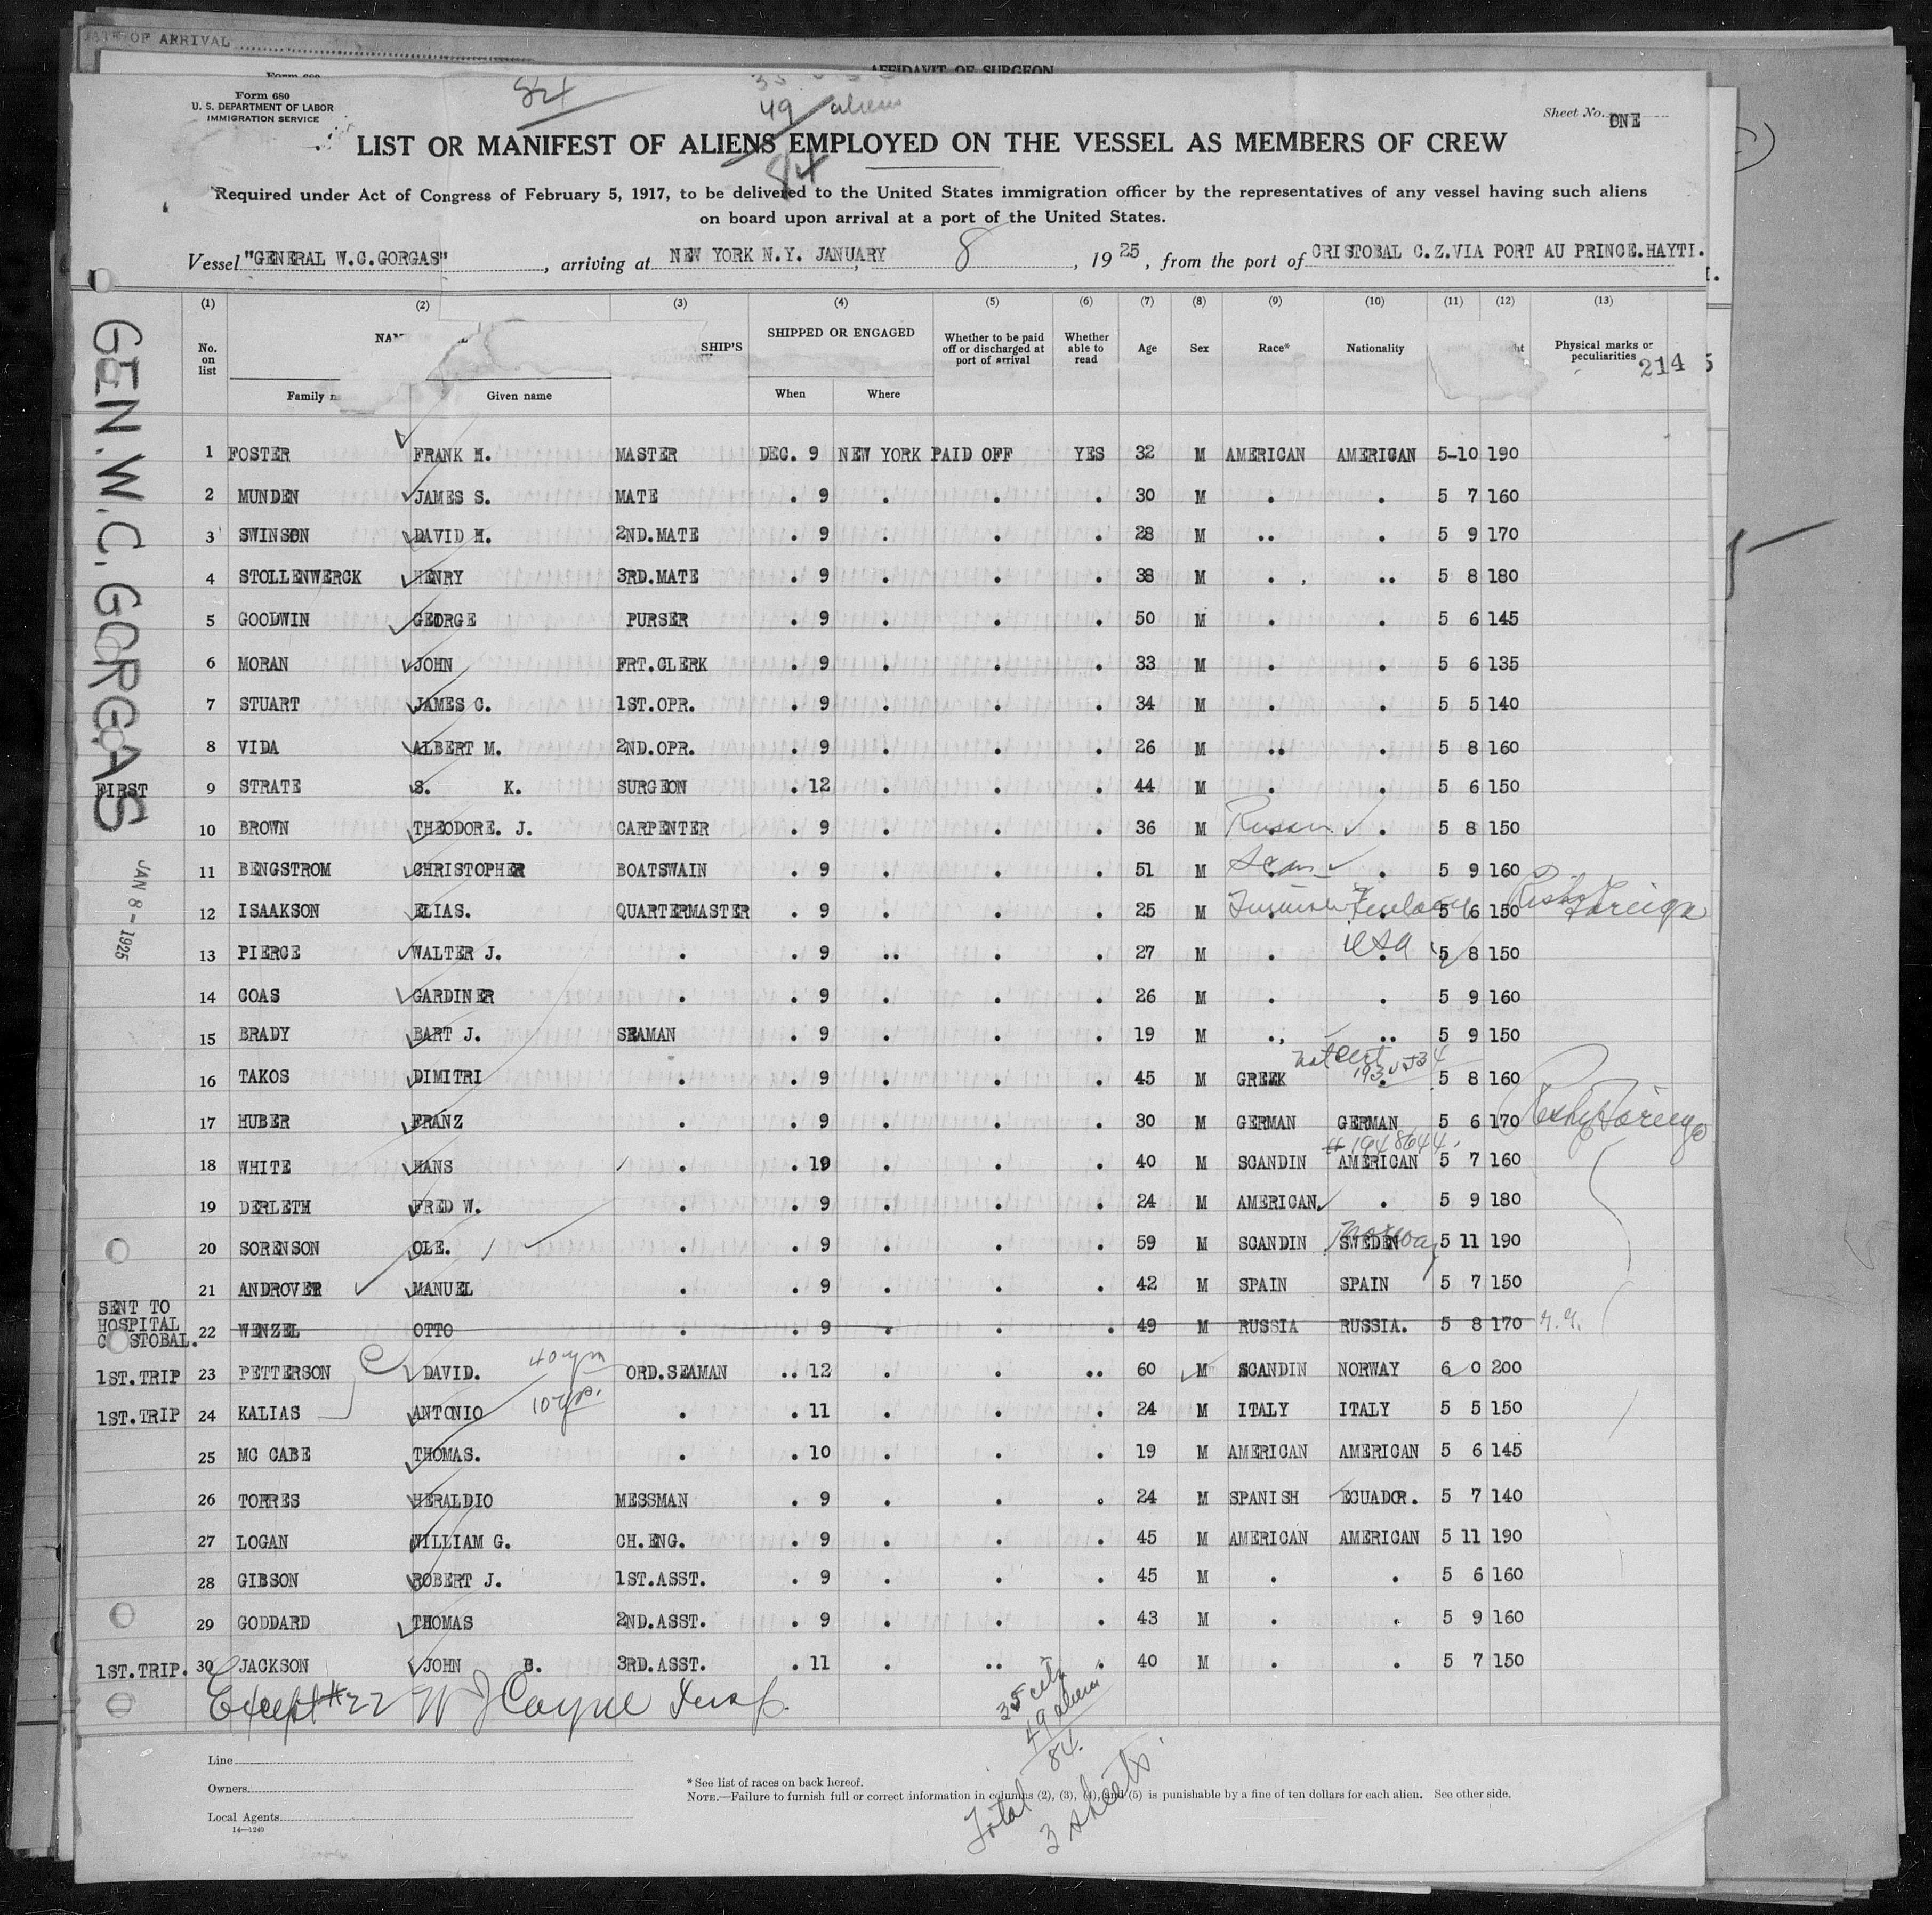 DATE OF ARRIVAL
AFFIDAVIT OF SURGEON
Form 680
Form 680
U. S. DEPARTMENT OF LABOR
IMMIGRATION SERVICE
84
49 aliens
84
Sheet No. ONE
LIST OR MANIFEST OF ALIENS EMPLOYED ON THE VESSEL AS MEMBERS OF CREW
Required under Act of Congress of February 5, 1917, to be delivered to the United States immigration officer by the representatives of any vessel having such aliens
on board upon arrival at a port of the United States.
Vessel "GENERAL W.C.GORGAS", arriving at NEW YORK N.Y. JANUARY 8, 1925, from the port of CRISTOBAL C.Z.VIA PORT AU PRINCE.HAYTI.
(1) (2) (3) (4) (5) (6) (7) (8) (9) (10) (11) (12) (13)
No. on list
Family Given name
SHIP'S
SHIPPED OR ENGAGED
When Where
Whether to be paid off or discharged at port of arrival
Whether able to read
Age Sex Race* Nationality
Physical marks or peculiarities
214
GEN. W. C. GORGAS
JAN 8 - 1925
1 FOSTER FRANK M. MASTER DEC. 9 NEW YORK PAID OFF YES 32 M AMERICAN AMERICAN 5-10 190
2 MUNDEN JAMES S. MATE . 9 . . . 30 M . . 5 7 160
3 SWINSON DAVID M. 2ND.MATE . 9 . . . 28 M .. . 5 9 170
4 STOLLENWERCK HENRY 3RD.MATE . 9 . . . 38 M . .. 5 8 180
5 GOODWIN GEORGE PURSER . 9 . . . 50 M . . 5 6 145
6 MORAN JOHN FRT.CLERK . 9 . . . 33 M . . 5 6 135
7 STUART JAMES C. 1ST.OPR. . 9 . . . 34 M . . 5 5 140
8 VIDA ALBERT M. 2ND.OPR. . 9 . . . 26 M .. . 5 8 160
FIRST 9 STRATE S. K. SURGEON . 12 . . . 44 M . . 5 6 150
10 BROWN THEODORE. J. CARPENTER . 9 . . . 36 M . . 5 8 150
11 BENGSTROM CHRISTOPHER BOATSWAIN . 9 . . . 51 M Scan . . 5 9 160
12 ISAAKSON ELIAS. QUARTERMASTER . 9 . . . 25 M . . 5 6 150 Foreign
13 PIERCE WALTER J. . . 9 .. . . 27 M . USA . 5 8 150
14 COAS GARDINER . . 9 . . . 26 M . . 5 9 160
15 BRADY BART J. SEAMAN . 9 . . . 19 M . .. 5 9 150
Nat Cert
16 TAKOS DIMITRI . . 9 . . . 45 M GREEK . 5 8 160
17 HUBER FRANZ . . 9 . . . 30 M GERMAN GERMAN 5 6 170
#1948644.
18 WHITE HANS . . 19 . . . 40 M SCANDIN AMERICAN 5 7 160
19 DERLETH FRED W. . . 9 . . . 24 M AMERICAN. . 5 9 180
20 SORENSON OLE. . . 9 . . . 59 M SCANDIN SWEDEN Norway 5 11 190
21 ANDROVER MANUEL . . 9 . . . 42 M SPAIN SPAIN 5 7 150
SENT TO
HOSPITAL
C STOBAL.
22 WENZEL OTTO . . 9 . . . 49 M RUSSIA RUSSIA. 5 8 170
1ST.TRIP 23 PETTERSON DAVID. 40 ym ORD.SEAMAN .. 12 . . .. 60 M SCANDIN NORWAY 6 0 200
1ST.TRIP 24 KALIAS ANTONIO 10 yr. . . 11 . . . 24 M ITALY ITALY 5 5 150
25 MC CABE THOMAS. . . 10 . . . 19 M AMERICAN AMERICAN 5 6 145
26 TORRES HERALDIO MESSMAN . 9 . . . 24 M SPANISH ECUADOR. 5 7 140
27 LOGAN WILLIAM G. CH.ENG. . 9 . . . 45 M AMERICAN AMERICAN 5 11 190
28 GIBSON ROBERT J. 1ST.ASST. . 9 . . . 45 M . . 5 6 160
29 GODDARD THOMAS 2ND.ASST. . 9 . . . 43 M . . 5 9 160
1ST.TRIP. 30 JACKSON JOHN B. 3RD.ASST. . 11 . .. . 40 M . . 5 7 150
Except #22 W J Coyne Insp.
35 citz
49 aliens
84.
Total
3 sheets
Line
Owners
Local Agents
14—1240
* See list of races on back hereof.
NOTE.—Failure to furnish full or correct information in columns (2), (3), (4), and (5) is punishable by a fine of ten dollars for each alien. See other side.